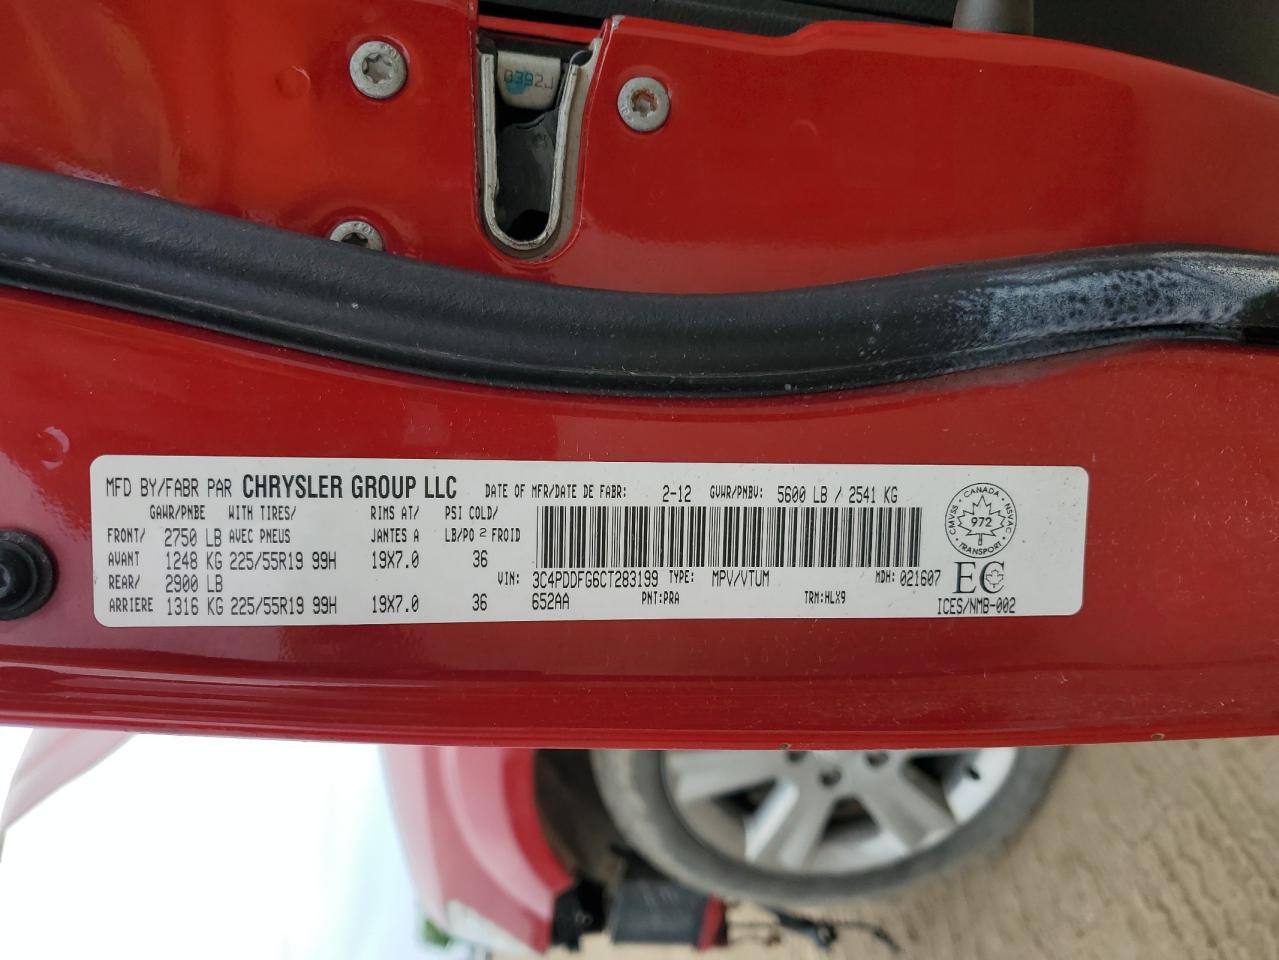 0392J
MFD BY/FABR PAR CHRYSLER GROUP LLC DATE OF MFR/DATE DE FABR: 2-12 GVWR/PNBV: 5600 LB / 2541 KG
GAWR/PNBE WITH TIRES/ RIMS AT/ PSI COLD/
FRONT/ 2750 LB AVEC PNEUS JANTES A LB/PO 2 FROID
AVANT 1248 KG 225/55R19 99H 19X7.0 36
REAR/ 2900 LB
ARRIERE 1316 KG 225/55R19 99H 19X7.0 36
VIN: 3C4PDDFG6CT283199 TYPE: MPV/VTUM MDH: 021607
652AA PNT:PRA TRM:HLX9
CMVSS CANADA NSVAC
972
TRANSPORT
EC
ICES/NMB-002